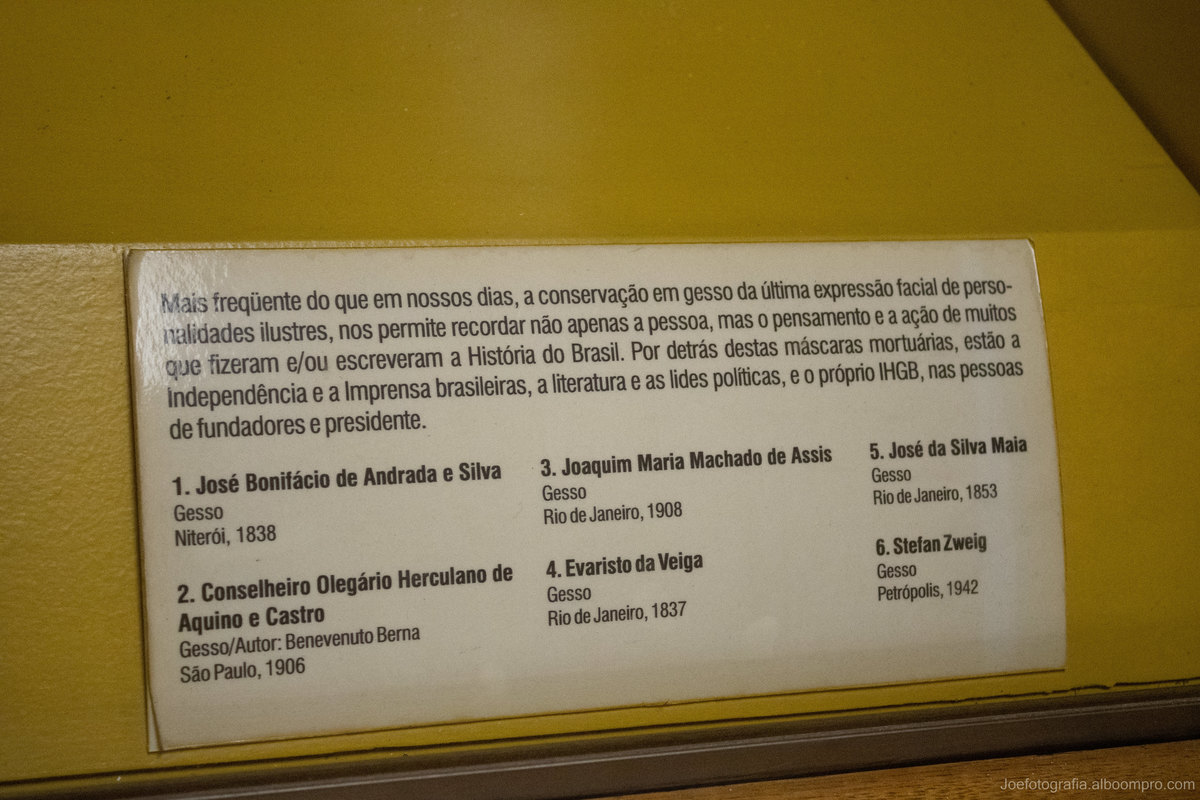 Mais freqüente do que em nossos dias, a conservação em gesso da última expressão facial de perso-
nalidades ilustres, nos permite recordar não apenas a pessoa, mas o pensamento e a ação de muitos
que fizeram e/ou escreveram a História do Brasil. Por detrás destas máscaras mortuárias, estão a
Independência e a Imprensa brasileiras, a literatura e as lides políticas, e o próprio IHGB, nas pessoas
de fundadores e presidente.
1. José Bonifácio de Andrada e Silva
Gesso
Niterói, 1838
2. Conselheiro Olegário Herculano de
Aquino e Castro
Gesso/Autor: Benevenuto Berna
São Paulo, 1906
3. Joaquim Maria Machado de Assis
Gesso
Rio de Janeiro, 1908
4. Evaristo da Veiga
Gesso
Rio de Janeiro, 1837
5. José da Silva Maia
Gesso
Rio de Janeiro, 1853
6. Stefan Zweig
Gesso
Petrópolis, 1942
Joefotografia.alboompro.com